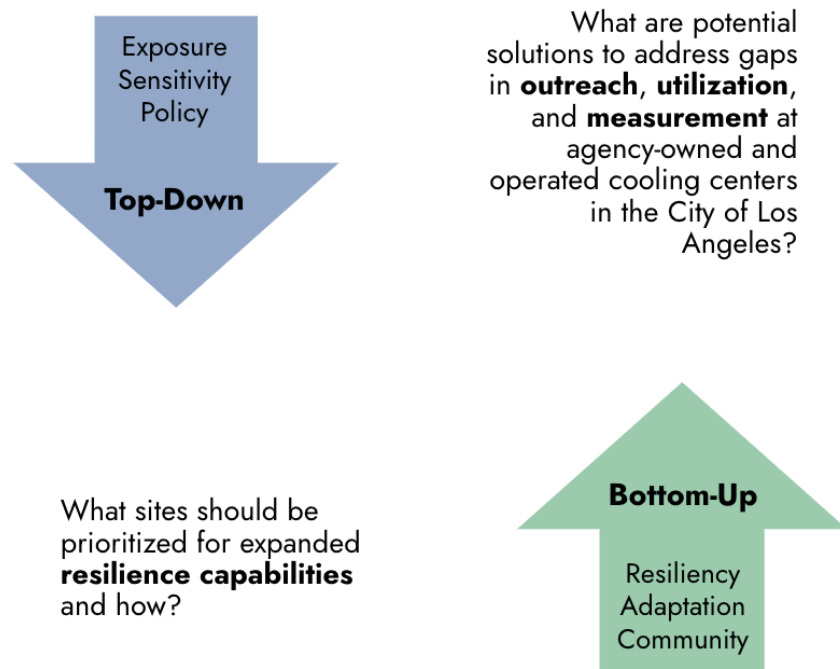 Exposure
Sensitivity
Policy
Top-Down
What are potential
solutions to address gaps
in outreach, utilization,
and measurement at
agency-owned and
operated cooling centers
in the City of Los
Angeles?
What sites should be
prioritized for expanded
resilience capabilities
and how?
Bottom-Up
Resiliency
Adaptation
Community